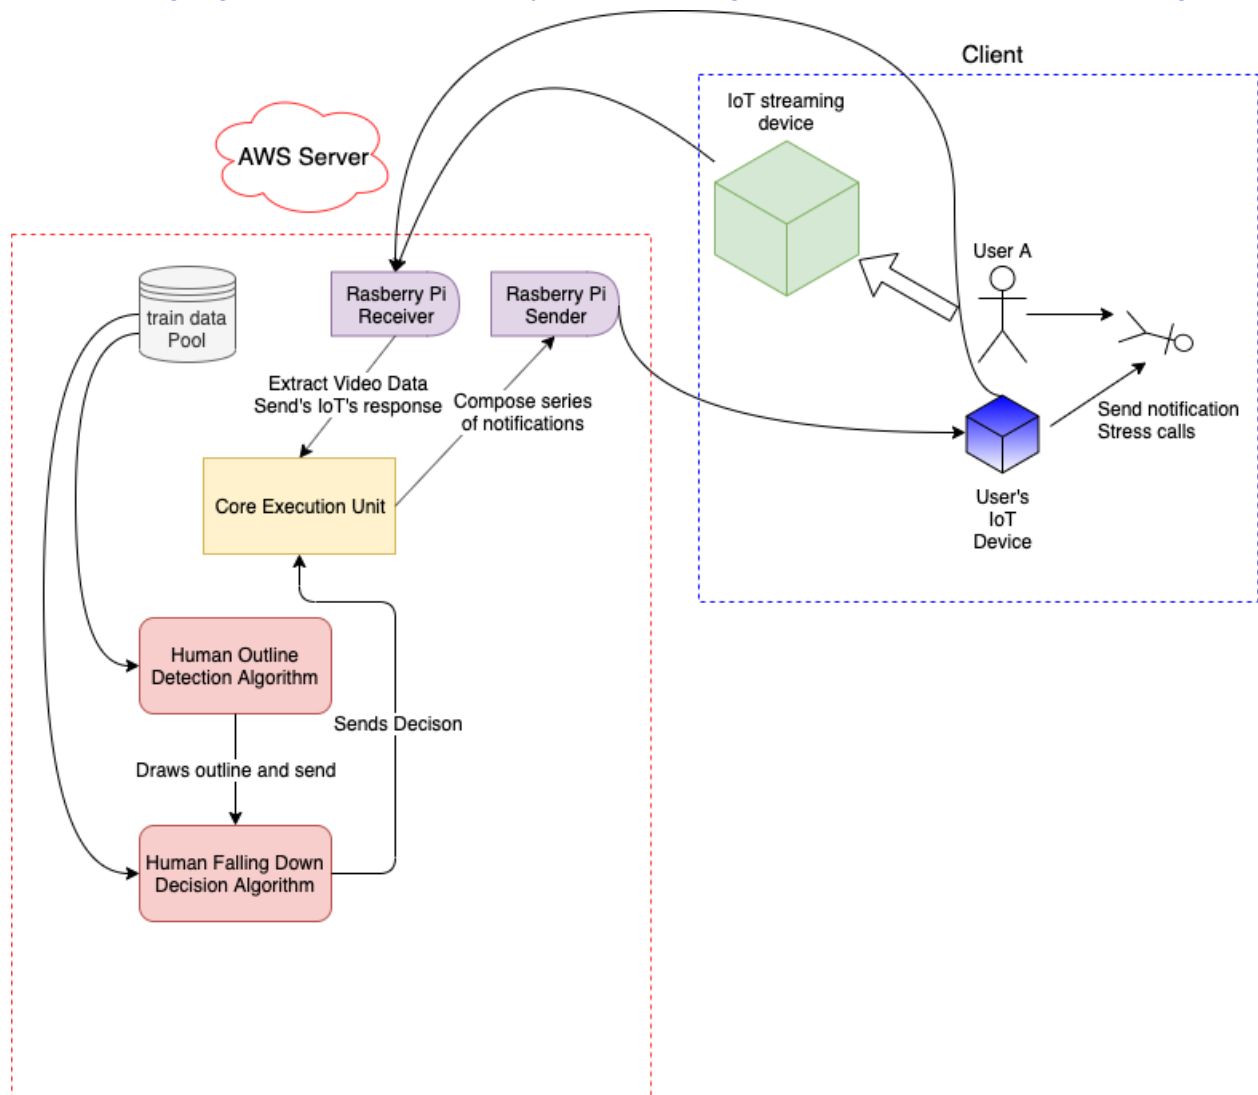 Client
IoT streaming
device
AWS Server
User A
train data
Pool
Rasberry Pi
Receiver
Rasberry Pi
Sender
Extract Video Data
Send's IoT's response
Compose series
of notifications
Send notification
Stress calls
Core Execution Unit
User's
IoT
Device
Human Outline
Detection Algorithm
Sends Decison
Draws outline and send
Human Falling Down
Decision Algorithm